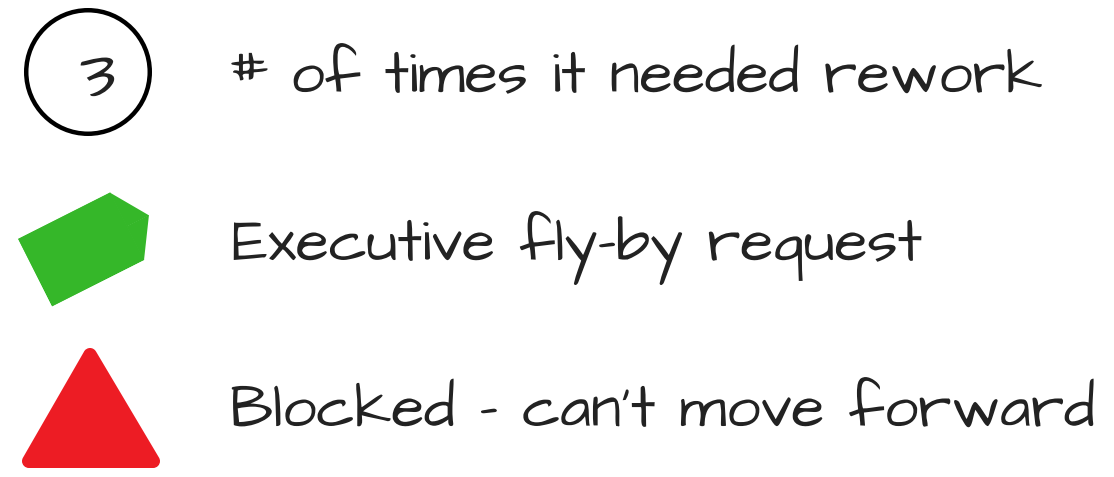 3 # of times it needed rework
Executive fly-by request
Blocked - can't move forward